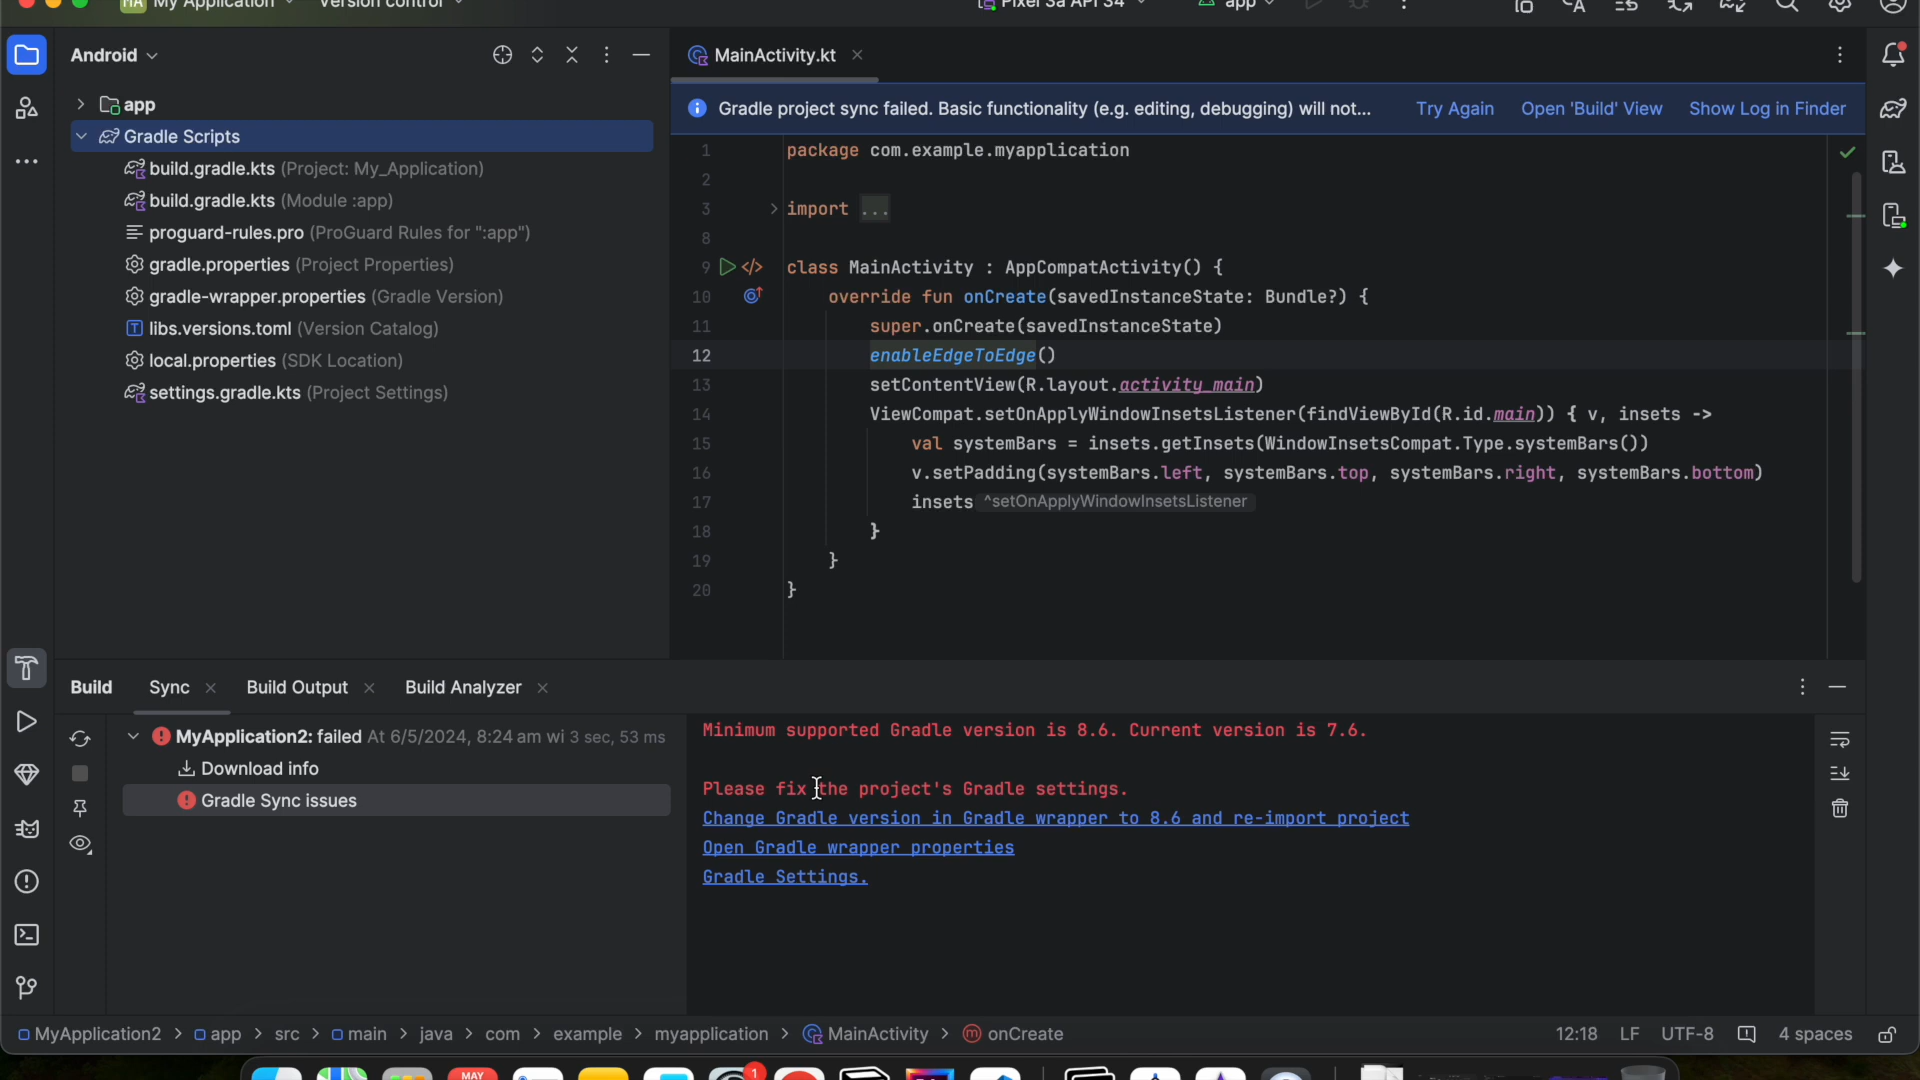 MA My Application Version control Pixel 3a API 34 app
Android
MainActivity.kt
app
Gradle Scripts
build.gradle.kts (Project: My_Application)
build.gradle.kts (Module :app)
proguard-rules.pro (ProGuard Rules for ":app")
gradle.properties (Project Properties)
gradle-wrapper.properties (Gradle Version)
libs.versions.toml (Version Catalog)
local.properties (SDK Location)
settings.gradle.kts (Project Settings)
Gradle project sync failed. Basic functionality (e.g. editing, debugging) will not... Try Again Open 'Build' View Show Log in Finder
1 package com.example.myapplication
2
3 import ...
8
9 class MainActivity : AppCompatActivity() {
10 override fun onCreate(savedInstanceState: Bundle?) {
11 super.onCreate(savedInstanceState)
12 enableEdgeToEdge()
13 setContentView(R.layout.activity_main)
14 ViewCompat.setOnApplyWindowInsetsListener(findViewById(R.id.main)) { v, insets ->
15 val systemBars = insets.getInsets(WindowInsetsCompat.Type.systemBars())
16 v.setPadding(systemBars.left, systemBars.top, systemBars.right, systemBars.bottom)
17 insets ^setOnApplyWindowInsetsListener
18 }
19 }
20 }
Build Sync Build Output Build Analyzer
MyApplication2: failed At 6/5/2024, 8:24 am wi 3 sec, 53 ms
Download info
Gradle Sync issues
Minimum supported Gradle version is 8.6. Current version is 7.6.
Please fix the project's Gradle settings.
Change Gradle version in Gradle wrapper to 8.6 and re-import project
Open Gradle wrapper properties
Gradle Settings.
MyApplication2 > app > src > main > java > com > example > myapplication > MainActivity > onCreate 12:18 LF UTF-8 4 spaces
MAY
1